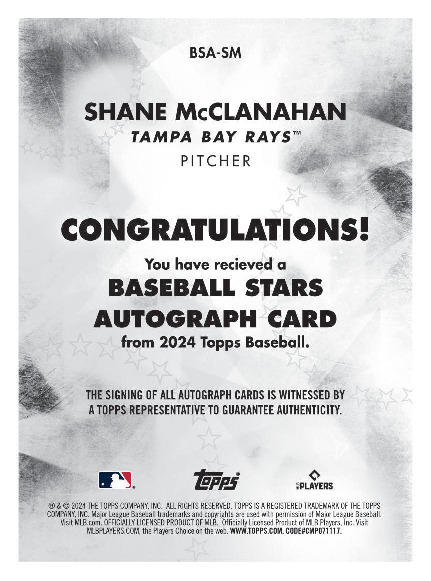 BSA-SM
SHANE McCLANAHAN
TAMPA BAY RAYS™
PITCHER
CONGRATULATIONS!
You have recieved a
BASEBALL STARS
AUTOGRAPH CARD
from 2024 Topps Baseball.
THE SIGNING OF ALL AUTOGRAPH CARDS IS WITNESSED BY
A TOPPS REPRESENTATIVE TO GUARANTEE AUTHENTICITY.
Topps
MLB PLAYERS
® & © 2024 THE TOPPS COMPANY, INC. ALL RIGHTS RESERVED. TOPPS IS A REGISTERED TRADEMARK OF THE TOPPS
COMPANY, INC. Major League Baseball trademarks and copyrights are used with permission of Major League Baseball.
Visit MLB.com. OFFICIALLY LICENSED PRODUCT OF MLB. Officially Licensed Product of MLB Players, Inc. Visit
MLBPLAYERS.COM, the Players Choice on the web. WWW.TOPPS.COM. CODE#CMP071117.